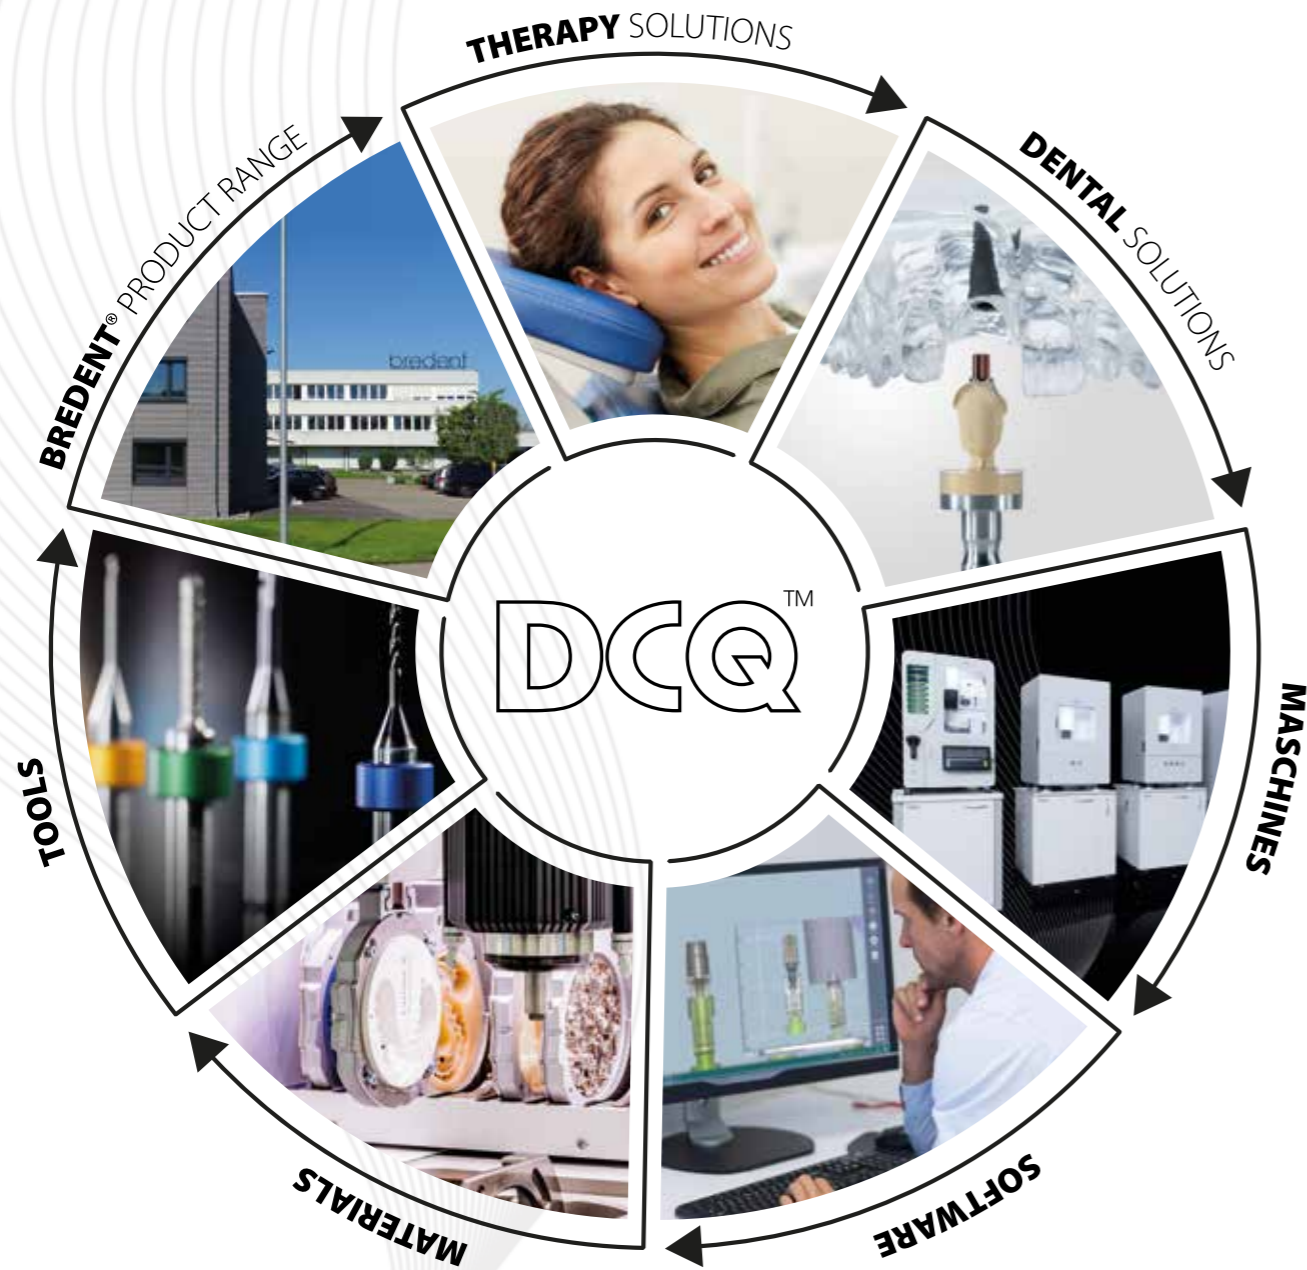 THERAPY SOLUTIONS
DENTAL SOLUTIONS
MASCHINES
SOFTWARE
MATERIALS
TOOLS
BREDENT® PRODUCT RANGE
bredent
DCQ™